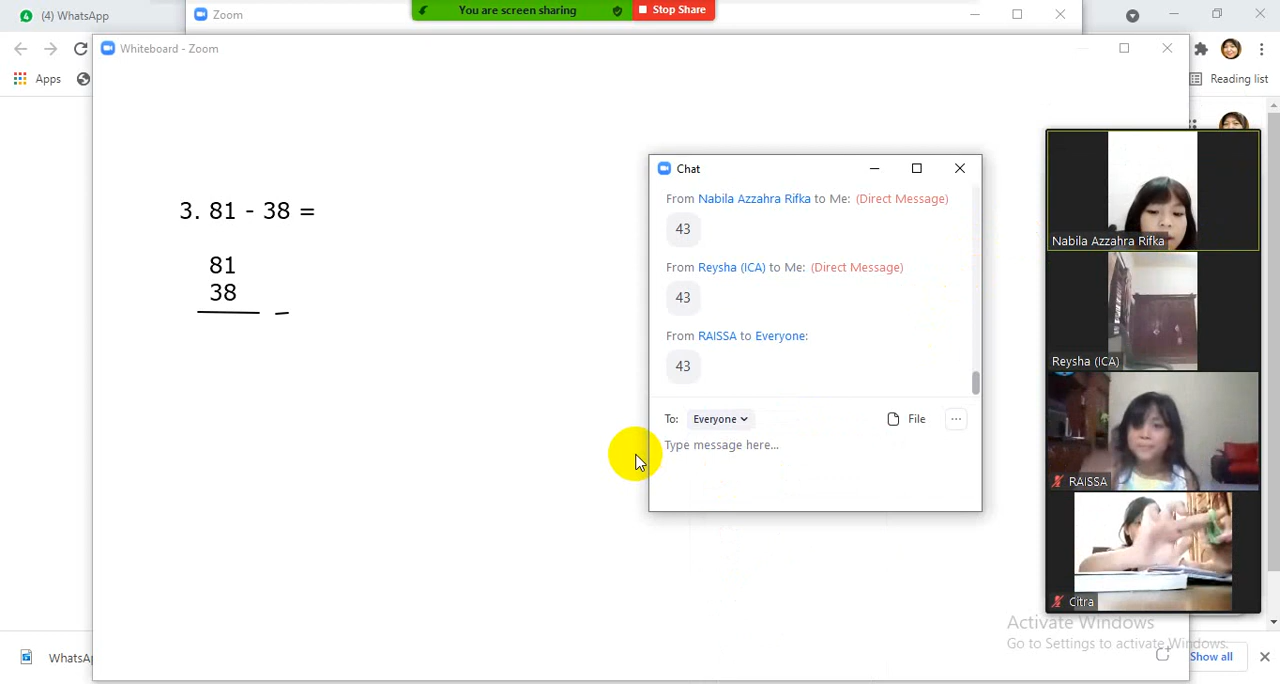 (4) WhatsApp
Zoom
You are screen sharing
Stop Share
Whiteboard - Zoom
Apps
Reading list
3. 81 - 38 =
81
38
Chat
From Nabila Azzahra Rifka to Me: (Direct Message)
43
From Reysha (ICA) to Me: (Direct Message)
43
From RAISSA to Everyone:
43
To: Everyone
File
Type message here...
Nabila Azzahra Rifka
Reysha (ICA)
RAISSA
Citra
Activate Windows
Go to Settings to activate Windows.
WhatsAp
Show all